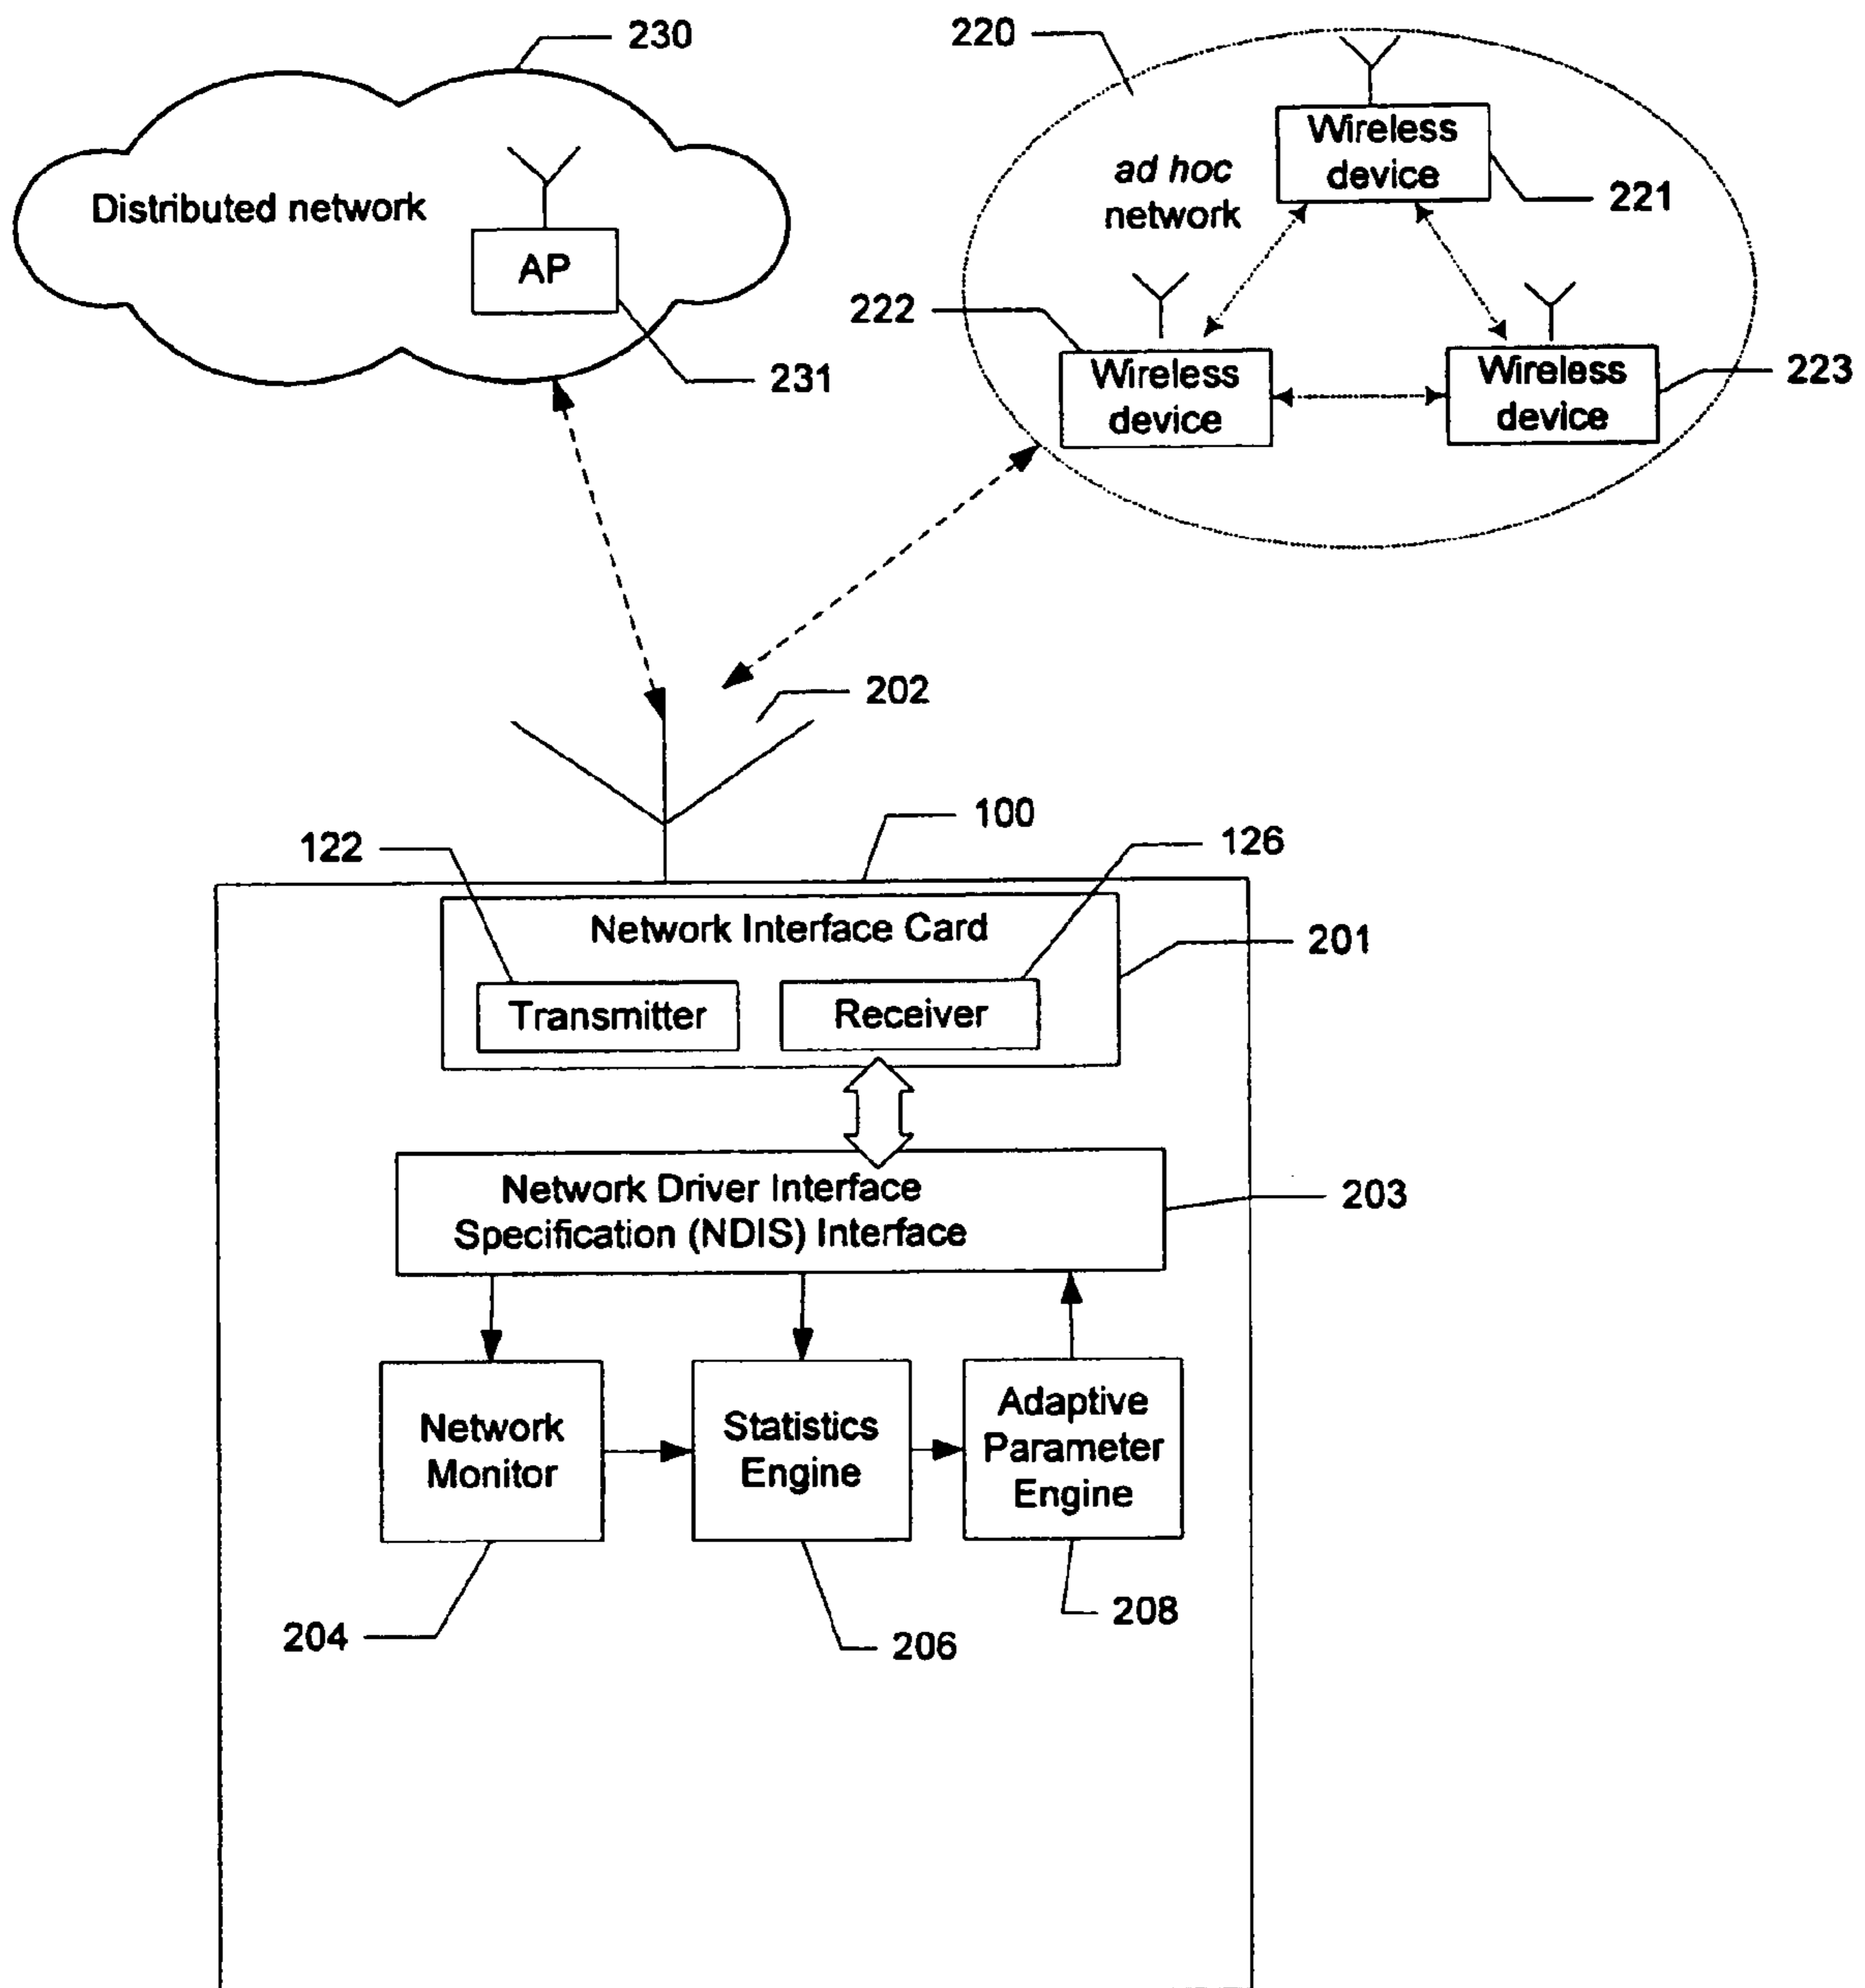 230
220
Wireless
device
ad hoc
network
221
Distributed network
AP
222
231
Wireless
device
Wireless
device
223
202
100
122
126
Network Interface Card
201
Transmitter
Receiver
Network Driver Interface
Specification (NDIS) Interface
203
Network
Monitor
Statistics
Engine
Adaptive
Parameter
Engine
204
206
208